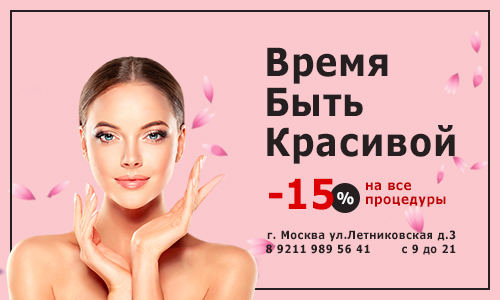 Время
Быть
Красивой
-15% на все
процедуры
г. Москва ул.Летниковская д.3
8 9211 989 56 41 с 9 до 21